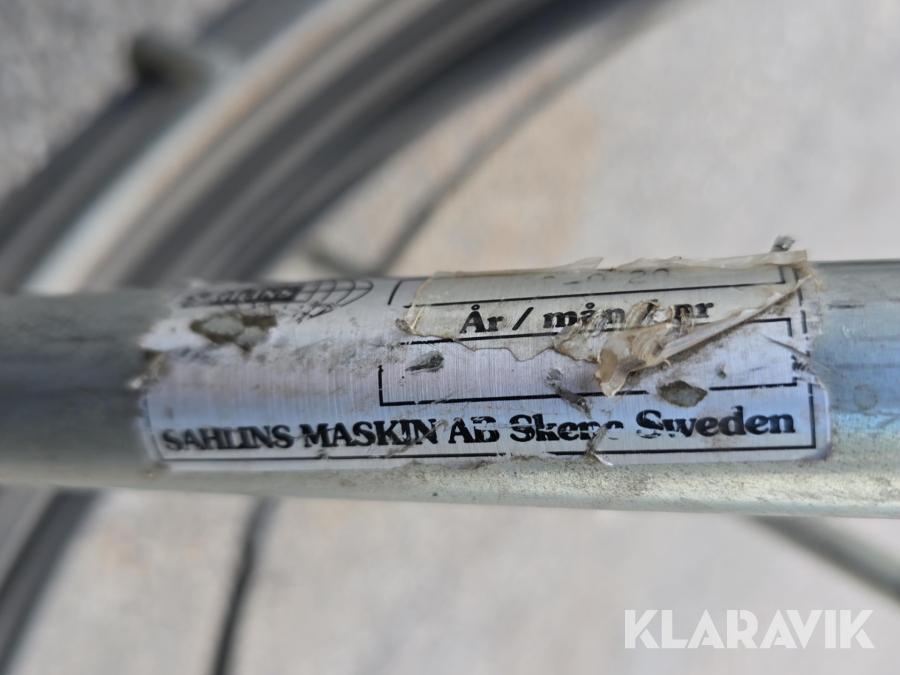 År / mån / nr
SAHLINS MASKIN AB Skene Sweden
KLARAVIK